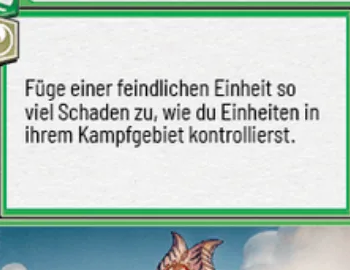 Füge einer feindlichen Einheit so
viel Schaden zu, wie du Einheiten in
ihrem Kampfgebiet kontrollierst.